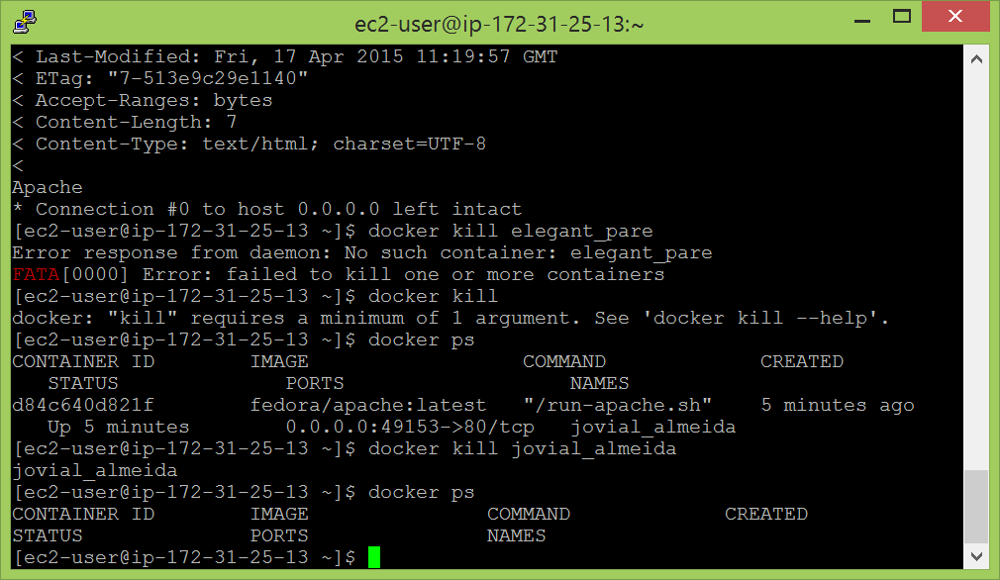 ec2-user@ip-172-31-25-13:~
< Last-Modified: Fri, 17 Apr 2015 11:19:57 GMT
< ETag: "7-513e9c29e1140"
< Accept-Ranges: bytes
< Content-Length: 7
< Content-Type: text/html; charset=UTF-8
<
Apache
* Connection #0 to host 0.0.0.0 left intact
[ec2-user@ip-172-31-25-13 ~]$ docker kill elegant_pare
Error response from daemon: No such container: elegant_pare
FATA[0000] Error: failed to kill one or more containers
[ec2-user@ip-172-31-25-13 ~]$ docker kill
docker: "kill" requires a minimum of 1 argument. See 'docker kill --help'.
[ec2-user@ip-172-31-25-13 ~]$ docker ps
CONTAINER ID        IMAGE                  COMMAND             CREATED
   STATUS              PORTS                   NAMES
d84c640d821f        fedora/apache:latest   "/run-apache.sh"    5 minutes ago
   Up 5 minutes        0.0.0.0:49153->80/tcp   jovial_almeida
[ec2-user@ip-172-31-25-13 ~]$ docker kill jovial_almeida
jovial_almeida
[ec2-user@ip-172-31-25-13 ~]$ docker ps
CONTAINER ID        IMAGE               COMMAND             CREATED
STATUS              PORTS               NAMES
[ec2-user@ip-172-31-25-13 ~]$